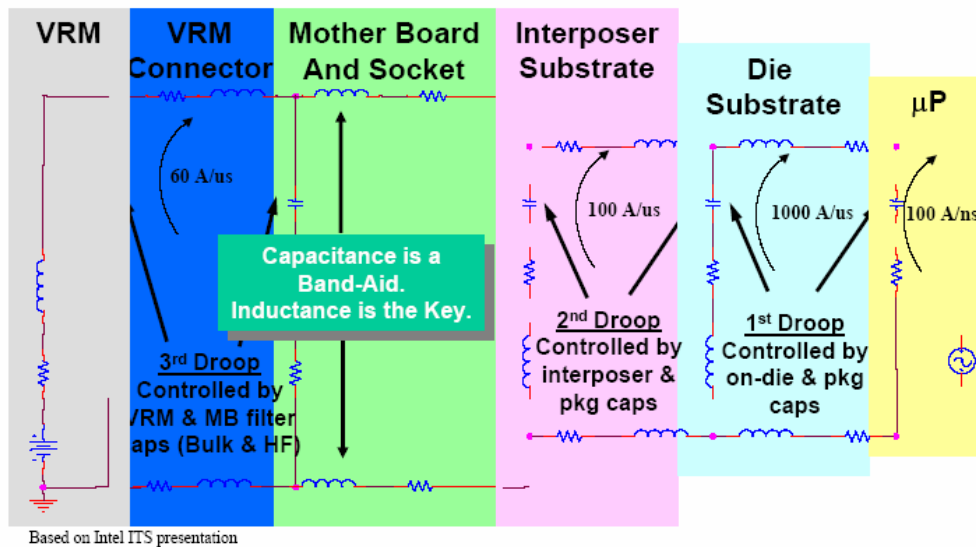 VRM
VRM
Connector
Mother Board
And Socket
Interposer
Substrate
Die
Substrate
µP
60 A/us
100 A/us
1000 A/us
100 A/ns
Capacitance is a
Band-Aid.
Inductance is the Key.
3rd Droop
Controlled by
VRM & MB filter
aps (Bulk & HF)
2nd Droop
Controlled by
interposer &
pkg caps
1st Droop
Controlled by
on-die & pkg
caps
Based on Intel ITS presentation